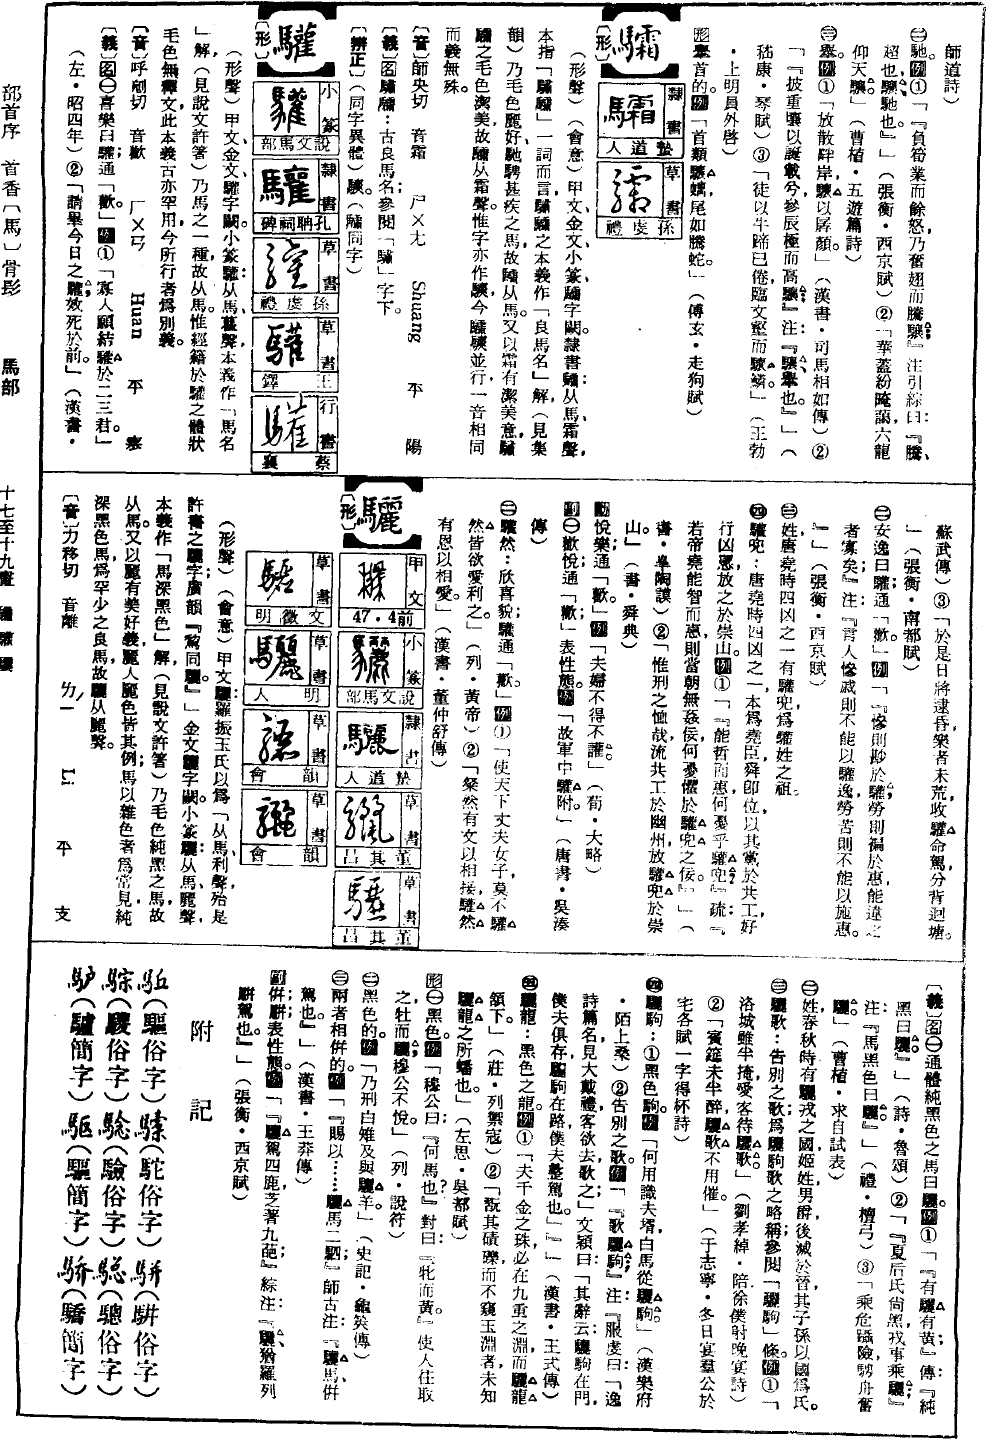 師道詩)
㊁馳。例①「『負筍業而餘怒乃奮翅而騰驤』注引綜曰:『騰、
超也驤馳也。』」(張衡・西京賦)②「華蓋紛晻藹六龍
仰天驤」(曹植・五遊篇詩)
㊂舉。例①「放散畔岸驤以孱顏。」(漢書・司馬相如傳)②
「『披重壤以誕載兮參辰極而高驤』注:『驤舉也。』」(
嵇康・琴賦)③「徒以牛蹄已倦臨文壑而驤鱗」(王勃
・上明員外啓)
形舉首的。例「首類驤螭尾如騰蛇。」(傅玄・走狗賦)
驦
〔形〕
隸書 蟄道人
草書 孫虔禮
(形聲)(會意)甲文、金文、小篆驦字闕。隸書驦从馬、霜聲,
本指「驦驦」一詞而言驦驦之本義作「良馬名」解(見集
韻)乃毛色麗好馳騁甚疾之馬故驦从馬。又以霜有潔美意驦
驦之毛色潔美故驦从霜聲。惟字亦作騻今驦騻並行一音相同
而義無殊。
〔音〕師央切 音霜 ㄕㄨㄤ Shuang 平 陽
〔義〕名驦驦:古良馬名參閱「驌」字下。
〔辨正〕(同字異體)騻。(驦同字)
驩
〔形〕
小篆 說文馬部
隸書 孔耽祠碑
草書 孫虔禮
草書 王鐸
行書 蔡襄
(形聲)甲文、金文驩字闕。小篆驩:从馬、雚聲本義作「馬名
」解(見說文許箸)乃馬之一種故从馬。惟經籍於驩之體狀
毛色無釋文此本義古亦罕用今所行者爲別義。
〔音〕呼剜切 音歡 ㄏㄨㄢ Huan 平 寒
〔義〕名㊀喜樂曰驩;通「歡」。例①「寡人願結驩於二三君。」
(左・昭四年)②「請舉今日之驩效死於前。」(漢書・
蘇武傳)③「於是日將逮昏樂者未荒收驩命駕分背迴塘。
」(張衡・南都賦)
㊁安逸曰驩通「歡」例「『慘則尠於驩勞則褊於惠能違之
者寡矣』注:『言人慘戚則不能以驩逸勞苦則不能以施惠。
』」(張衡・西京賦)
㊂姓唐堯時四凶之一有驩兜爲驩姓之祖。
㊃驩兜:唐堯時四凶之一,本爲堯臣舜卽位,以其黨於共工好
行凶慝放之於崇山。例①「『能哲而惠何憂乎驩兜』疏:『
若帝堯能智而惠則當朝無姦佞何憂懼於驩兜之佞。』」(
書・皐陶謨)②「惟刑之恤哉流共工於幽州放驩兜於崇
山。」(書・舜典)
動悅樂通「歡」。例「夫婦不得不驩。」(荀・大略)
副㊀歡悅通「歡」表性態。例「故軍中驩附。」(唐書・吳湊
傳)
㊁驩然:欣喜貌驩通「歡」。例①「使天下丈夫女子,莫不驩
然皆欲愛利之。」(列・黃帝)②「粲然有文以相接驩然
有恩以相愛。」(漢書・董仲舒傳)
驪
〔形〕
甲文 前4・47
小篆 說文馬部
隸書 蟄道人
草書 董其昌
草書 董其昌
草書 文徵明
草書 明人
草書 韻會
草書 韻會
(形聲)(會意)甲文驪:羅振玉氏以爲「从馬利聲,殆是
許書之驪字廣韻『𩥬同驪』」金文驪字闕。小篆:驪从馬、麗聲
本義作「馬深黑色」解(見說文許箸)乃毛色純黑之馬故
从馬。又以麗有美好義麗人麗色皆其例;馬以雜色者爲常見純
深黑色馬爲罕少之良馬故驪从麗聲。
〔音〕力移切 音離 ㄌㄧˊ Li 平 支
〔義〕名㊀通體純黑色之馬曰驪。例①「『有驪有黃』傳『純
黑曰驪。』」(詩・魯頌)②「『夏后氏尙黑戎事乘驪』
注:『馬黑色曰驪。』」(禮・檀弓)③「乘危躡險騁舟奮
驪。」(曹植・求自試表)
㊁姓春秋時有驪戎之國,姬姓男爵後滅於晉其子孫以國爲氏。
㊂驪歌:告別之歌;爲驪駒歌之略稱參閱「驪駒」條。例①「
洛城雖半掩愛客待驪歌。」(劉孝綽・陪徐僕射晚宴詩)
②「賓筵未半醉驪歌不用催。」(于志寧・冬日宴羣公於
宅各賦一字得杯詩)
㊃驪駒:①黑色駒。例「何用識夫壻白馬從驪駒。」(漢樂府
・陌上桑)②告別之歌。例「『歌驪駒』注『服虔曰「逸
詩篇名見大戴禮客欲去歌之;」文穎曰:「其辭云驪駒在門,
僕夫俱存驪駒在路僕夫整駕也。」』」(漢書・王式傳)
㊄驪龍:黑色之龍。例①「夫千金之珠必在九重之淵而驪龍
頷下。」(莊・列禦寇)②「翫其磧礫而不窺玉淵者未知
驪龍之所蟠也。」(左思・吳都賦)
形㊀黑色。例「穆公曰:『何馬也?』對曰:『牝而黃。』使人往取
之牡而驪穆公不悅。」(列・說符)
㊁黑色的。例「乃刑白雉及與驪羊。」(史記・龜筴傳)
㊂兩者相倂的。例「『賜以……驪馬二駟』師古注:『驪馬、倂
駕也。』」(漢書・王莽傳)
副倂;騈;表性態。例「『驪駕四鹿芝蓋九葩』綜注:『驪猶羅列
騈駕也。』」(張衡・西京賦)
附記
駈(驅俗字) 騬(駝俗字) 骿(騈俗字)
騌(騣俗字) 騐(驗俗字) 騘(驄俗字)
驴(驢簡字) 駆(驅簡字) 骄(驕簡字)
部首序 首香〔馬〕骨髟 馬部 十七至十九畫 驦驩驪